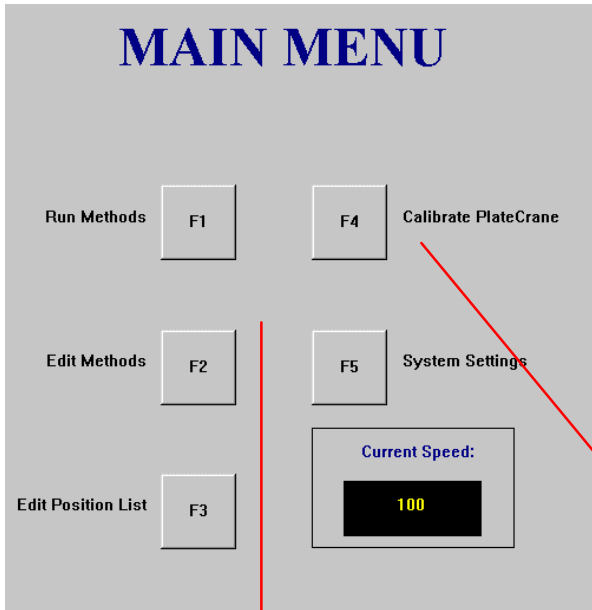 MAIN MENU
Run Methods F1 F4 Calibrate PlateCrane
Edit Methods F2 F5 System Settings
Current Speed:
100
Edit Position List F3